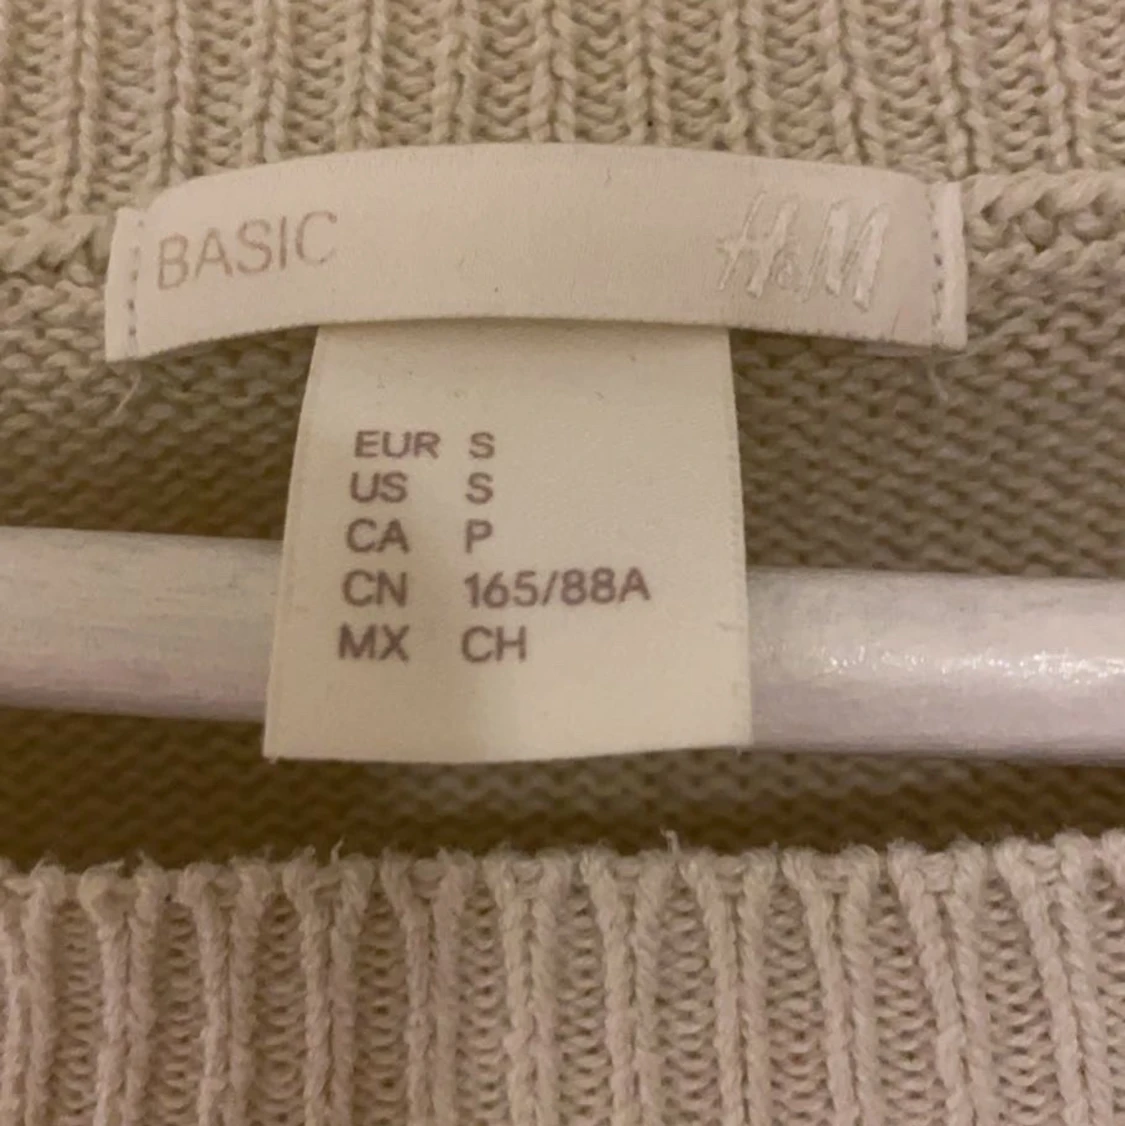 BASIC H&M
EUR S
US S
CA P
CN 165/88A
MX CH